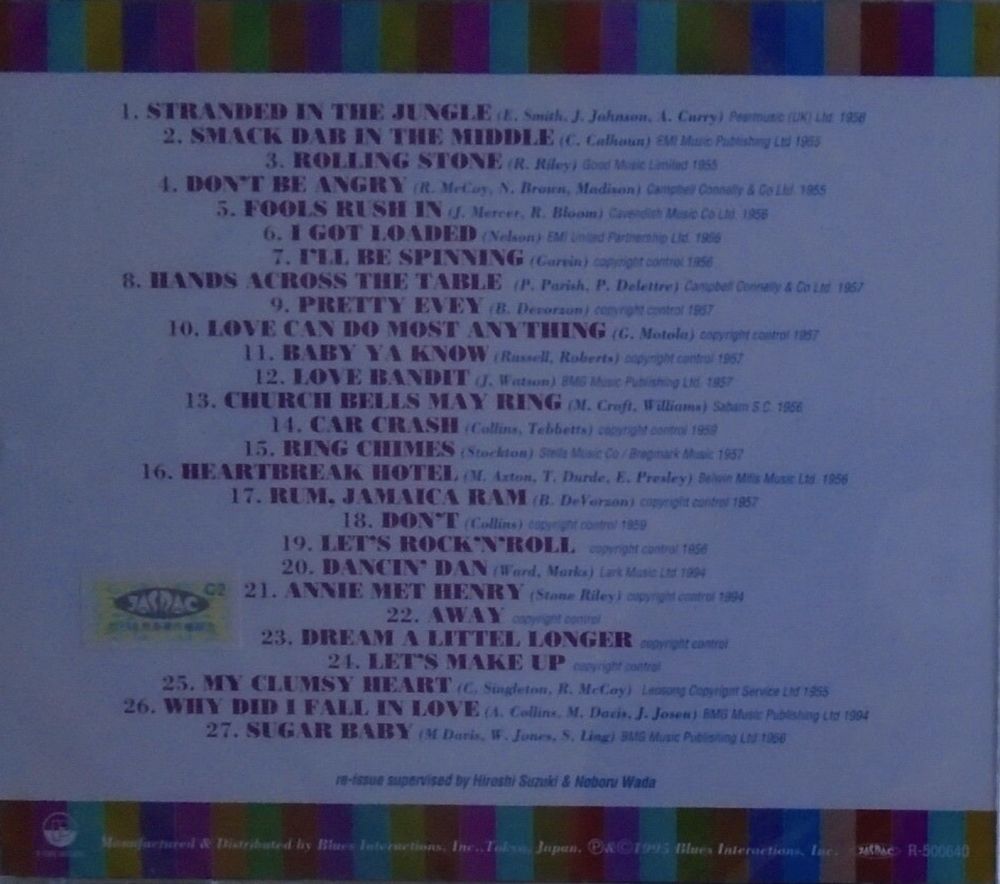 1. STRANDED IN THE JUNGLE (E. Smith, J. Johnson, A. Curry) Pearlmusic (UK) Ltd. 1956
2. SMACK DAB IN THE MIDDLE (C. Calhoun) EMI Music Publishing Ltd 1955
3. ROLLING STONE (R. Riley) Good Music Limited 1955
4. DON'T BE ANGRY (R. McCoy, N. Brown, Madison) Campbell Connelly & Co Ltd. 1955
5. FOOLS RUSH IN (J. Mercer, R. Bloom) Cavendish Music Co Ltd. 1956
6. I GOT LOADED (Nelson) EMI United Partnership Ltd. 1956
7. I'LL BE SPINNING (Garvin) copyright control 1956
8. HANDS ACROSS THE TABLE (P. Parish, P. Delettre) Campbell Connelly & Co Ltd. 1957
9. PRETTY EVEY (B. Devorzon) copyright control 1957
10. LOVE CAN DO MOST ANYTHING (G. Motola) copyright control 1957
11. BABY YA KNOW (Russell, Roberts) copyright control 1957
12. LOVE BANDIT (J. Watson) BMG Music Publishing Ltd. 1957
13. CHURCH BELLS MAY RING (M. Craft, Williams) Sabam S.C. 1956
14. CAR CRASH (Collins, Tebbetts) copyright control 1959
15. RING CHIMES (Stockton) Stella Music Co / Bregmark Music 1957
16. HEARTBREAK HOTEL (M. Axton, T. Durde, E. Presley) Belwin Mills Music Ltd. 1956
17. RUM, JAMAICA RAM (B. DeVorzon) copyright control 1957
18. DON'T (Collins) copyright control 1959
19. LET'S ROCK'N'ROLL copyright control 1956
20. DANCIN' DAN (Ward, Marks) Lark Music Ltd 1994
21. ANNIE MET HENRY (Stone Riley) copyright control 1994
22. AWAY copyright control
23. DREAM A LITTEL LONGER copyright control
24. LET'S MAKE UP copyright control
25. MY CLUMSY HEART (C. Singleton, R. McCoy) Leosong Copyright Service Ltd 1955
26. WHY DID I FALL IN LOVE (A. Collins, M. Davis, J. Josen) BMG Music Publishing Ltd 1994
27. SUGAR BABY (M Davis, W. Jones, S. Ling) BMG Music Publishing Ltd 1956
JASRAC C2
re-issue supervised by Hiroshi Suzuki & Noboru Wada
Manufactured & Distributed by Blues Interactions, Inc., Tokyo, Japan. ℗&©1995 Blues Interactions, Inc. JASRAC R-500640